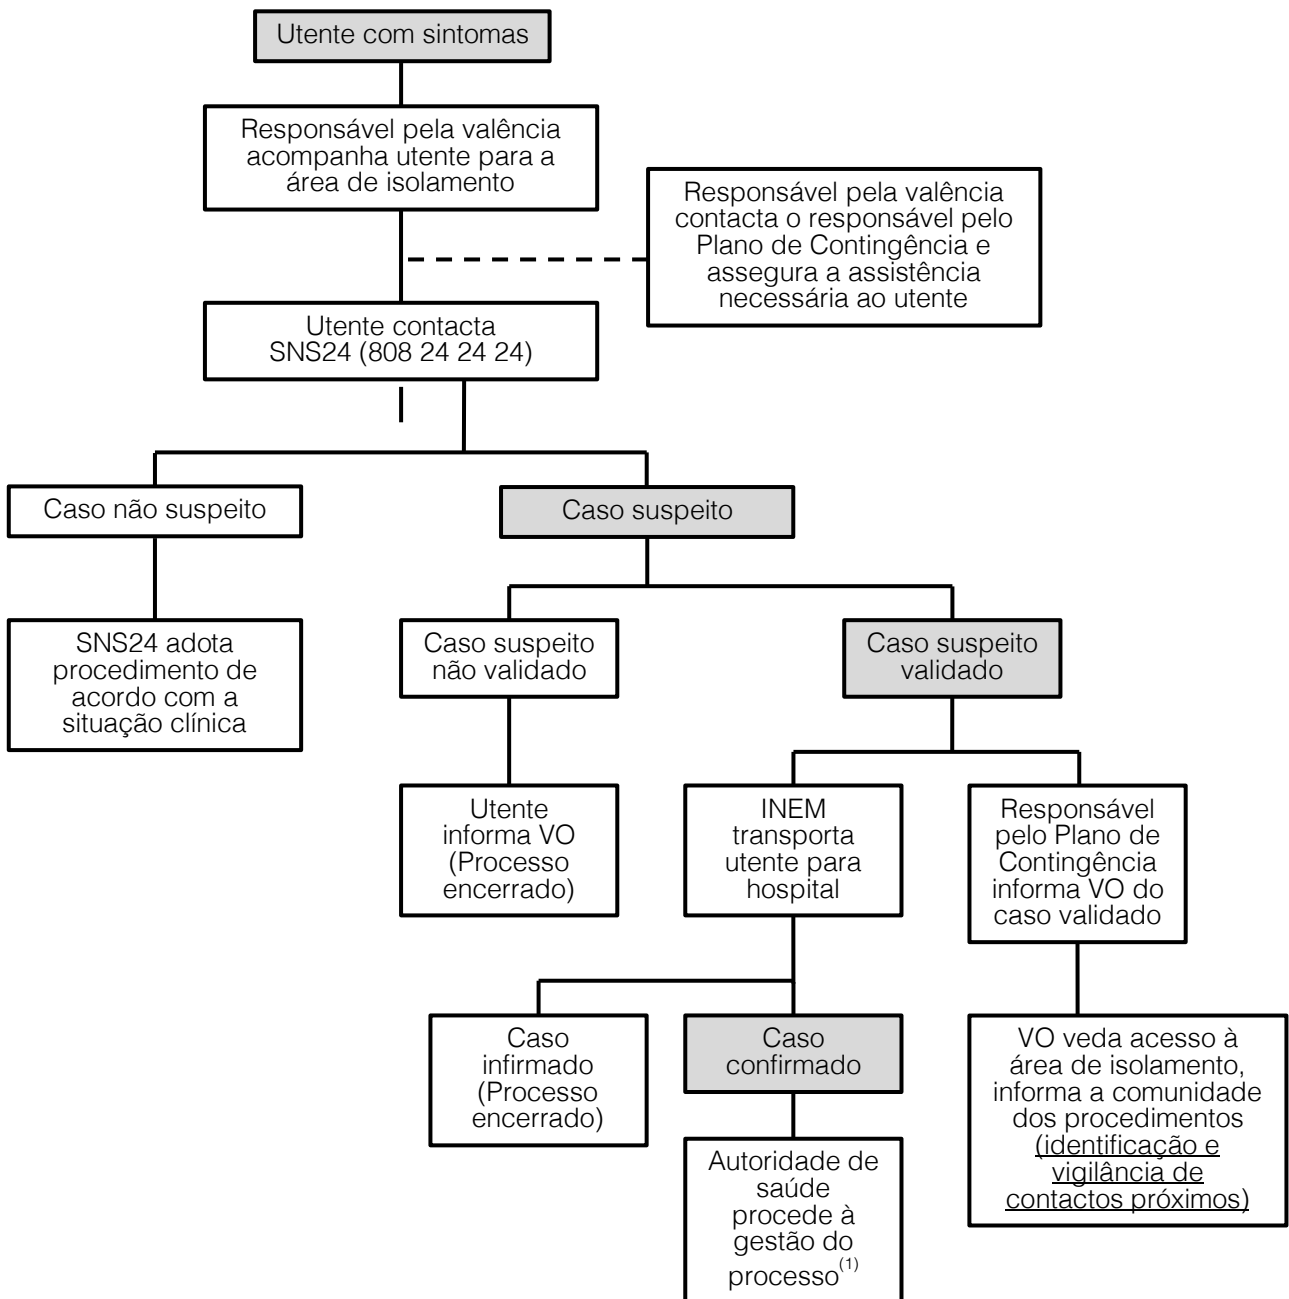 Utente com sintomas
Responsável pela valência
acompanha utente para a
área de isolamento
Responsável pela valência
contacta o responsável pelo
Plano de Contingência e
assegura a assistência
necessária ao utente
Utente contacta
SNS24 (808 24 24 24)
Caso não suspeito
Caso suspeito
SNS24 adota
procedimento de
acordo com a
situação clínica
Caso suspeito
não validado
Caso suspeito
validado
Utente
informa VO
(Processo
encerrado)
INEM
transporta
utente para
hospital
Responsável
pelo Plano de
Contingência
informa VO do
caso validado
Caso
infirmado
(Processo
encerrado)
Caso
confirmado
VO veda acesso à
área de isolamento,
informa a comunidade
dos procedimentos
(identificação e
vigilância de
contactos próximos)
Autoridade de
saúde
procede à
gestão do
processo(1)